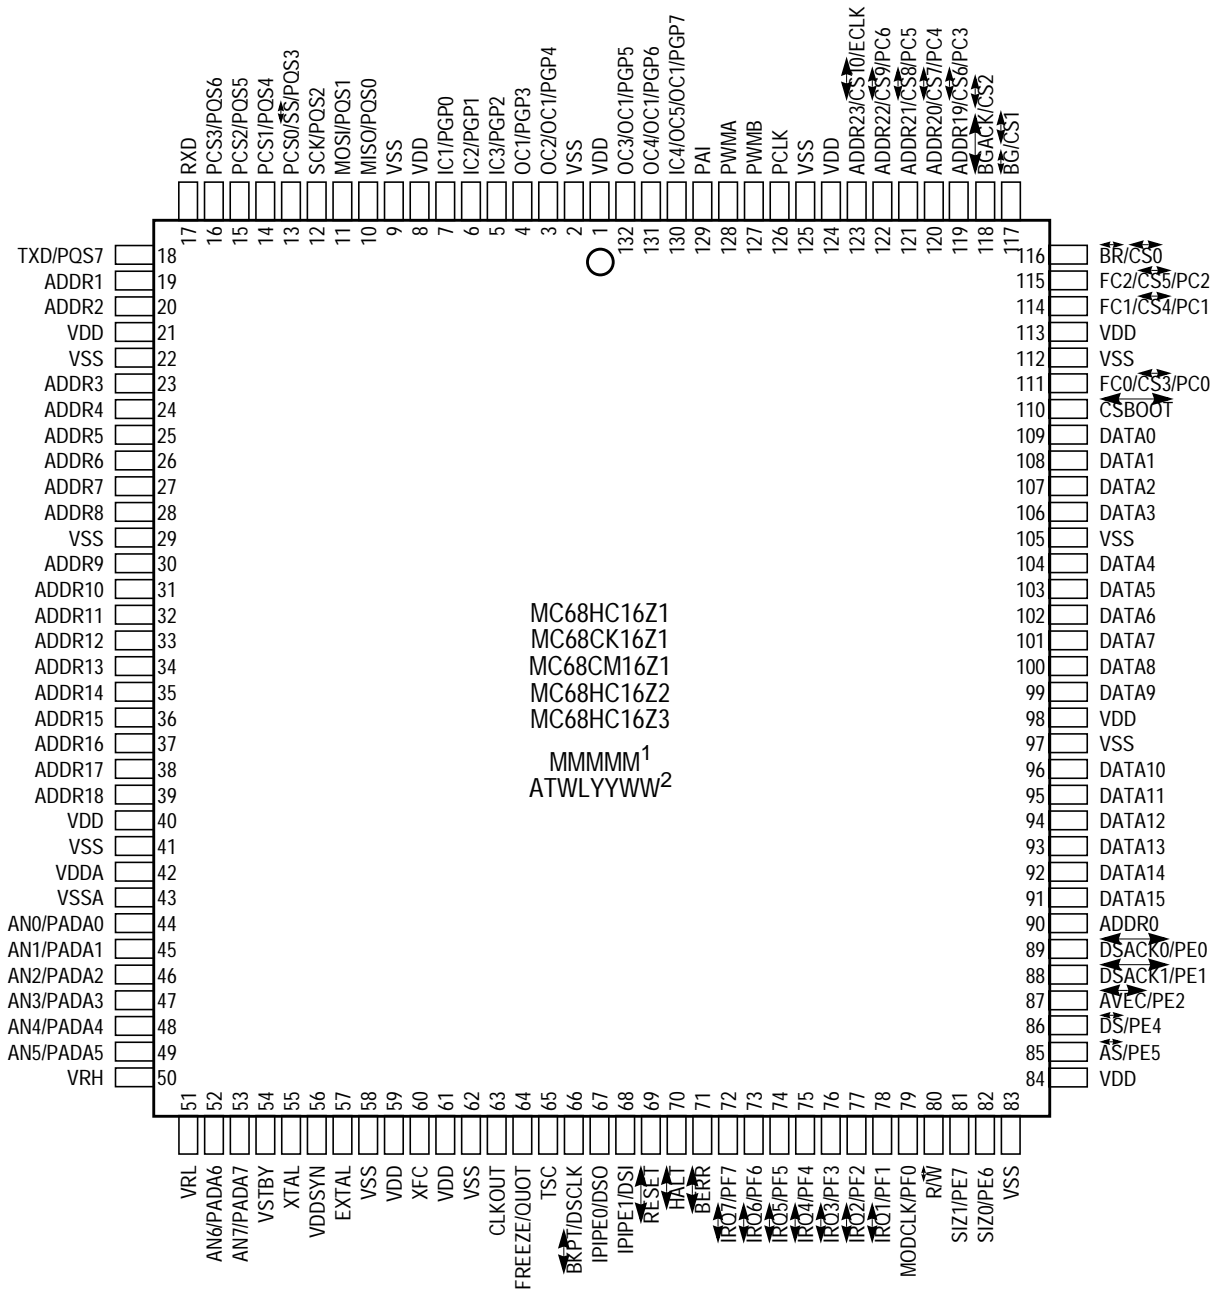 RXD
PCS3/PQS6
PCS2/PQS5
PCS1/PQS4
PCS0/SS/PQS3
SCK/PQS2
MOSI/PQS1
MISO/PQS0
VSS
VDD
IC1/PGP0
IC2/PGP1
IC3/PGP2
OC1/PGP3
OC2/OC1/PGP4
VSS
VDD
OC3/OC1/PGP5
OC4/OC1/PGP6
IC4/OC5/OC1/PGP7
PAI
PWMA
PWMB
PCLK
VSS
VDD
ADDR23/CS10/ECLK
ADDR22/CS9/PC6
ADDR21/CS8/PC5
ADDR20/CS7/PC4
ADDR19/CS6/PC3
BGACK/CS2
BG/CS1
17 16 15 14 13 12 11 10 9 8 7 6 5 4 3 2 1 132 131 130 129 128 127 126 125 124 123 122 121 120 119 118 117
TXD/PQS7 18
ADDR1 19
ADDR2 20
VDD 21
VSS 22
ADDR3 23
ADDR4 24
ADDR5 25
ADDR6 26
ADDR7 27
ADDR8 28
VSS 29
ADDR9 30
ADDR10 31
ADDR11 32
ADDR12 33
ADDR13 34
ADDR14 35
ADDR15 36
ADDR16 37
ADDR17 38
ADDR18 39
VDD 40
VSS 41
VDDA 42
VSSA 43
AN0/PADA0 44
AN1/PADA1 45
AN2/PADA2 46
AN3/PADA3 47
AN4/PADA4 48
AN5/PADA5 49
VRH 50
MC68HC16Z1
MC68CK16Z1
MC68CM16Z1
MC68HC16Z2
MC68HC16Z3
MMMMM1
ATWLYYWW2
116 BR/CS0
115 FC2/CS5/PC2
114 FC1/CS4/PC1
113 VDD
112 VSS
111 FC0/CS3/PC0
110 CSBOOT
109 DATA0
108 DATA1
107 DATA2
106 DATA3
105 VSS
104 DATA4
103 DATA5
102 DATA6
101 DATA7
100 DATA8
99 DATA9
98 VDD
97 VSS
96 DATA10
95 DATA11
94 DATA12
93 DATA13
92 DATA14
91 DATA15
90 ADDR0
89 DSACK0/PE0
88 DSACK1/PE1
87 AVEC/PE2
86 DS/PE4
85 AS/PE5
84 VDD
51 52 53 54 55 56 57 58 59 60 61 62 63 64 65 66 67 68 69 70 71 72 73 74 75 76 77 78 79 80 81 82 83
VRL
AN6/PADA6
AN7/PADA7
VSTBY
XTAL
VDDSYN
EXTAL
VSS
VDD
XFC
VDD
VSS
CLKOUT
FREEZE/QUOT
TSC
BKPT/DSCLK
IPIPE0/DSO
IPIPE1/DSI
RESET
HALT
BERR
IRQ7/PF7
IRQ6/PF6
IRQ5/PF5
IRQ4/PF4
IRQ3/PF3
IRQ2/PF2
IRQ1/PF1
MODCLK/PF0
R/W
SIZ1/PE7
SIZ0/PE6
VSS